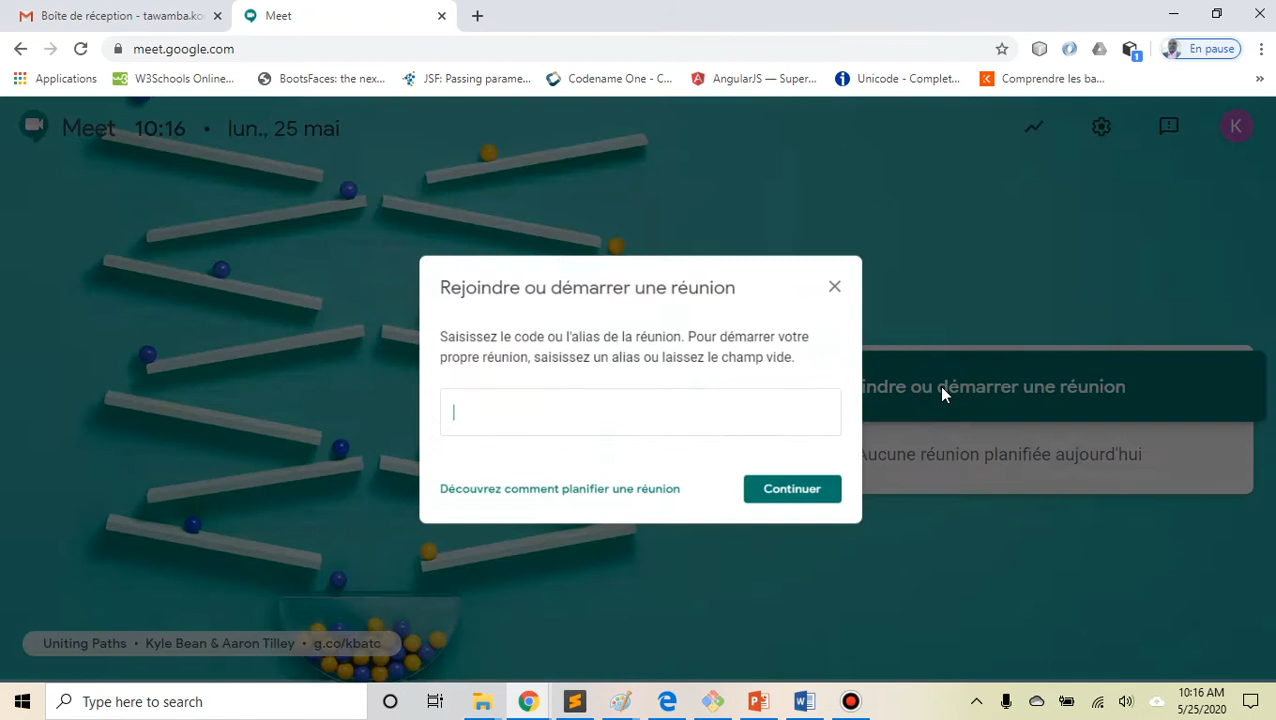 Boîte de réception - tawamba.ko
Meet
meet.google.com
En pause
Applications
W3Schools Online...
BootsFaces: the nex...
JSF: Passing parame...
Codename One - C...
AngularJS — Super...
Unicode - Complet...
Comprendre les ba...
»
Meet 10:16 • lun., 25 mai
K
Rejoindre ou démarrer une réunion
Saisissez le code ou l'alias de la réunion. Pour démarrer votre
propre réunion, saisissez un alias ou laissez le champ vide.
indre ou démarrer une réunion
Aucune réunion planifiée aujourd'hui
Découvrez comment planifier une réunion
Continuer
Uniting Paths • Kyle Bean & Aaron Tilley • g.co/kbatc
Type here to search
10:16 AM
5/25/2020